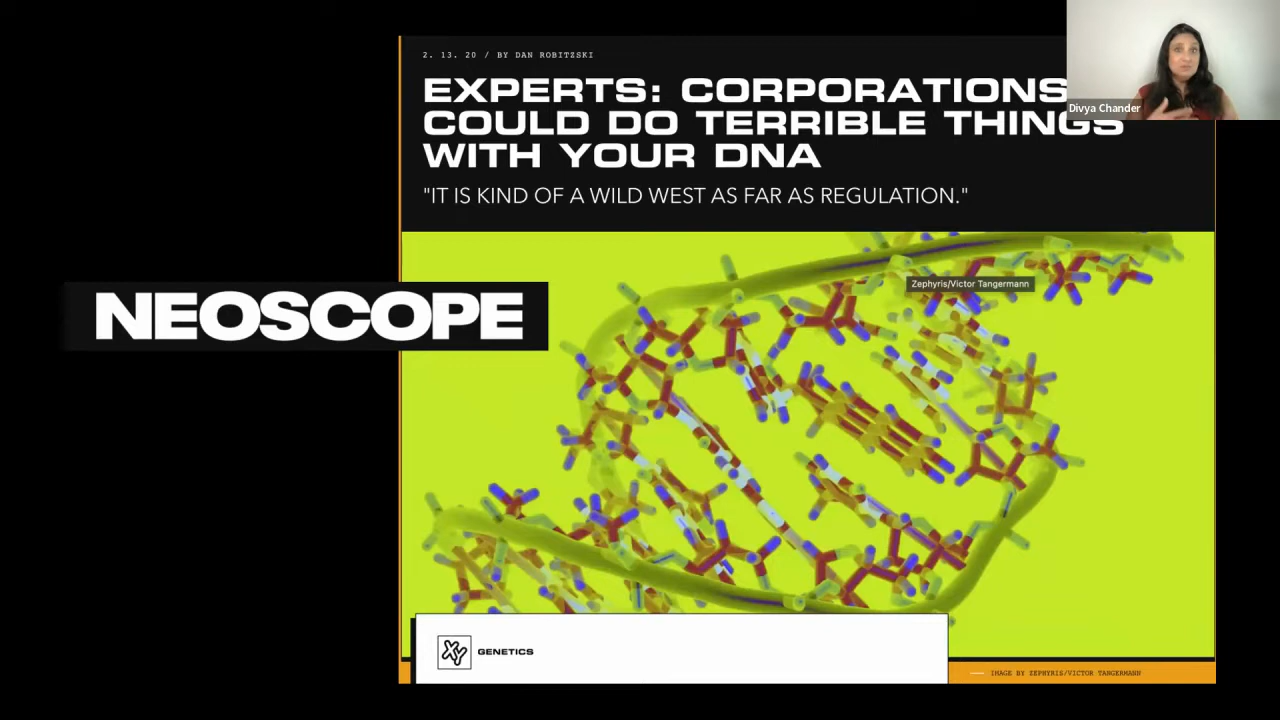 2. 13. 20 / BY DAN ROBITZSKI
EXPERTS: CORPORATIONS
COULD DO TERRIBLE THINGS
WITH YOUR DNA
"IT IS KIND OF A WILD WEST AS FAR AS REGULATION."
Divya Chander
Zephyris/Victor Tangermann
NEOSCOPE
XY
GENETICS
IMAGE BY ZEPHYRIS/VICTOR TANGERMANN